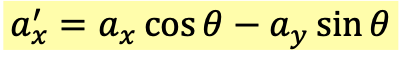 a′ₓ = aₓ cos θ − a_y sin θ